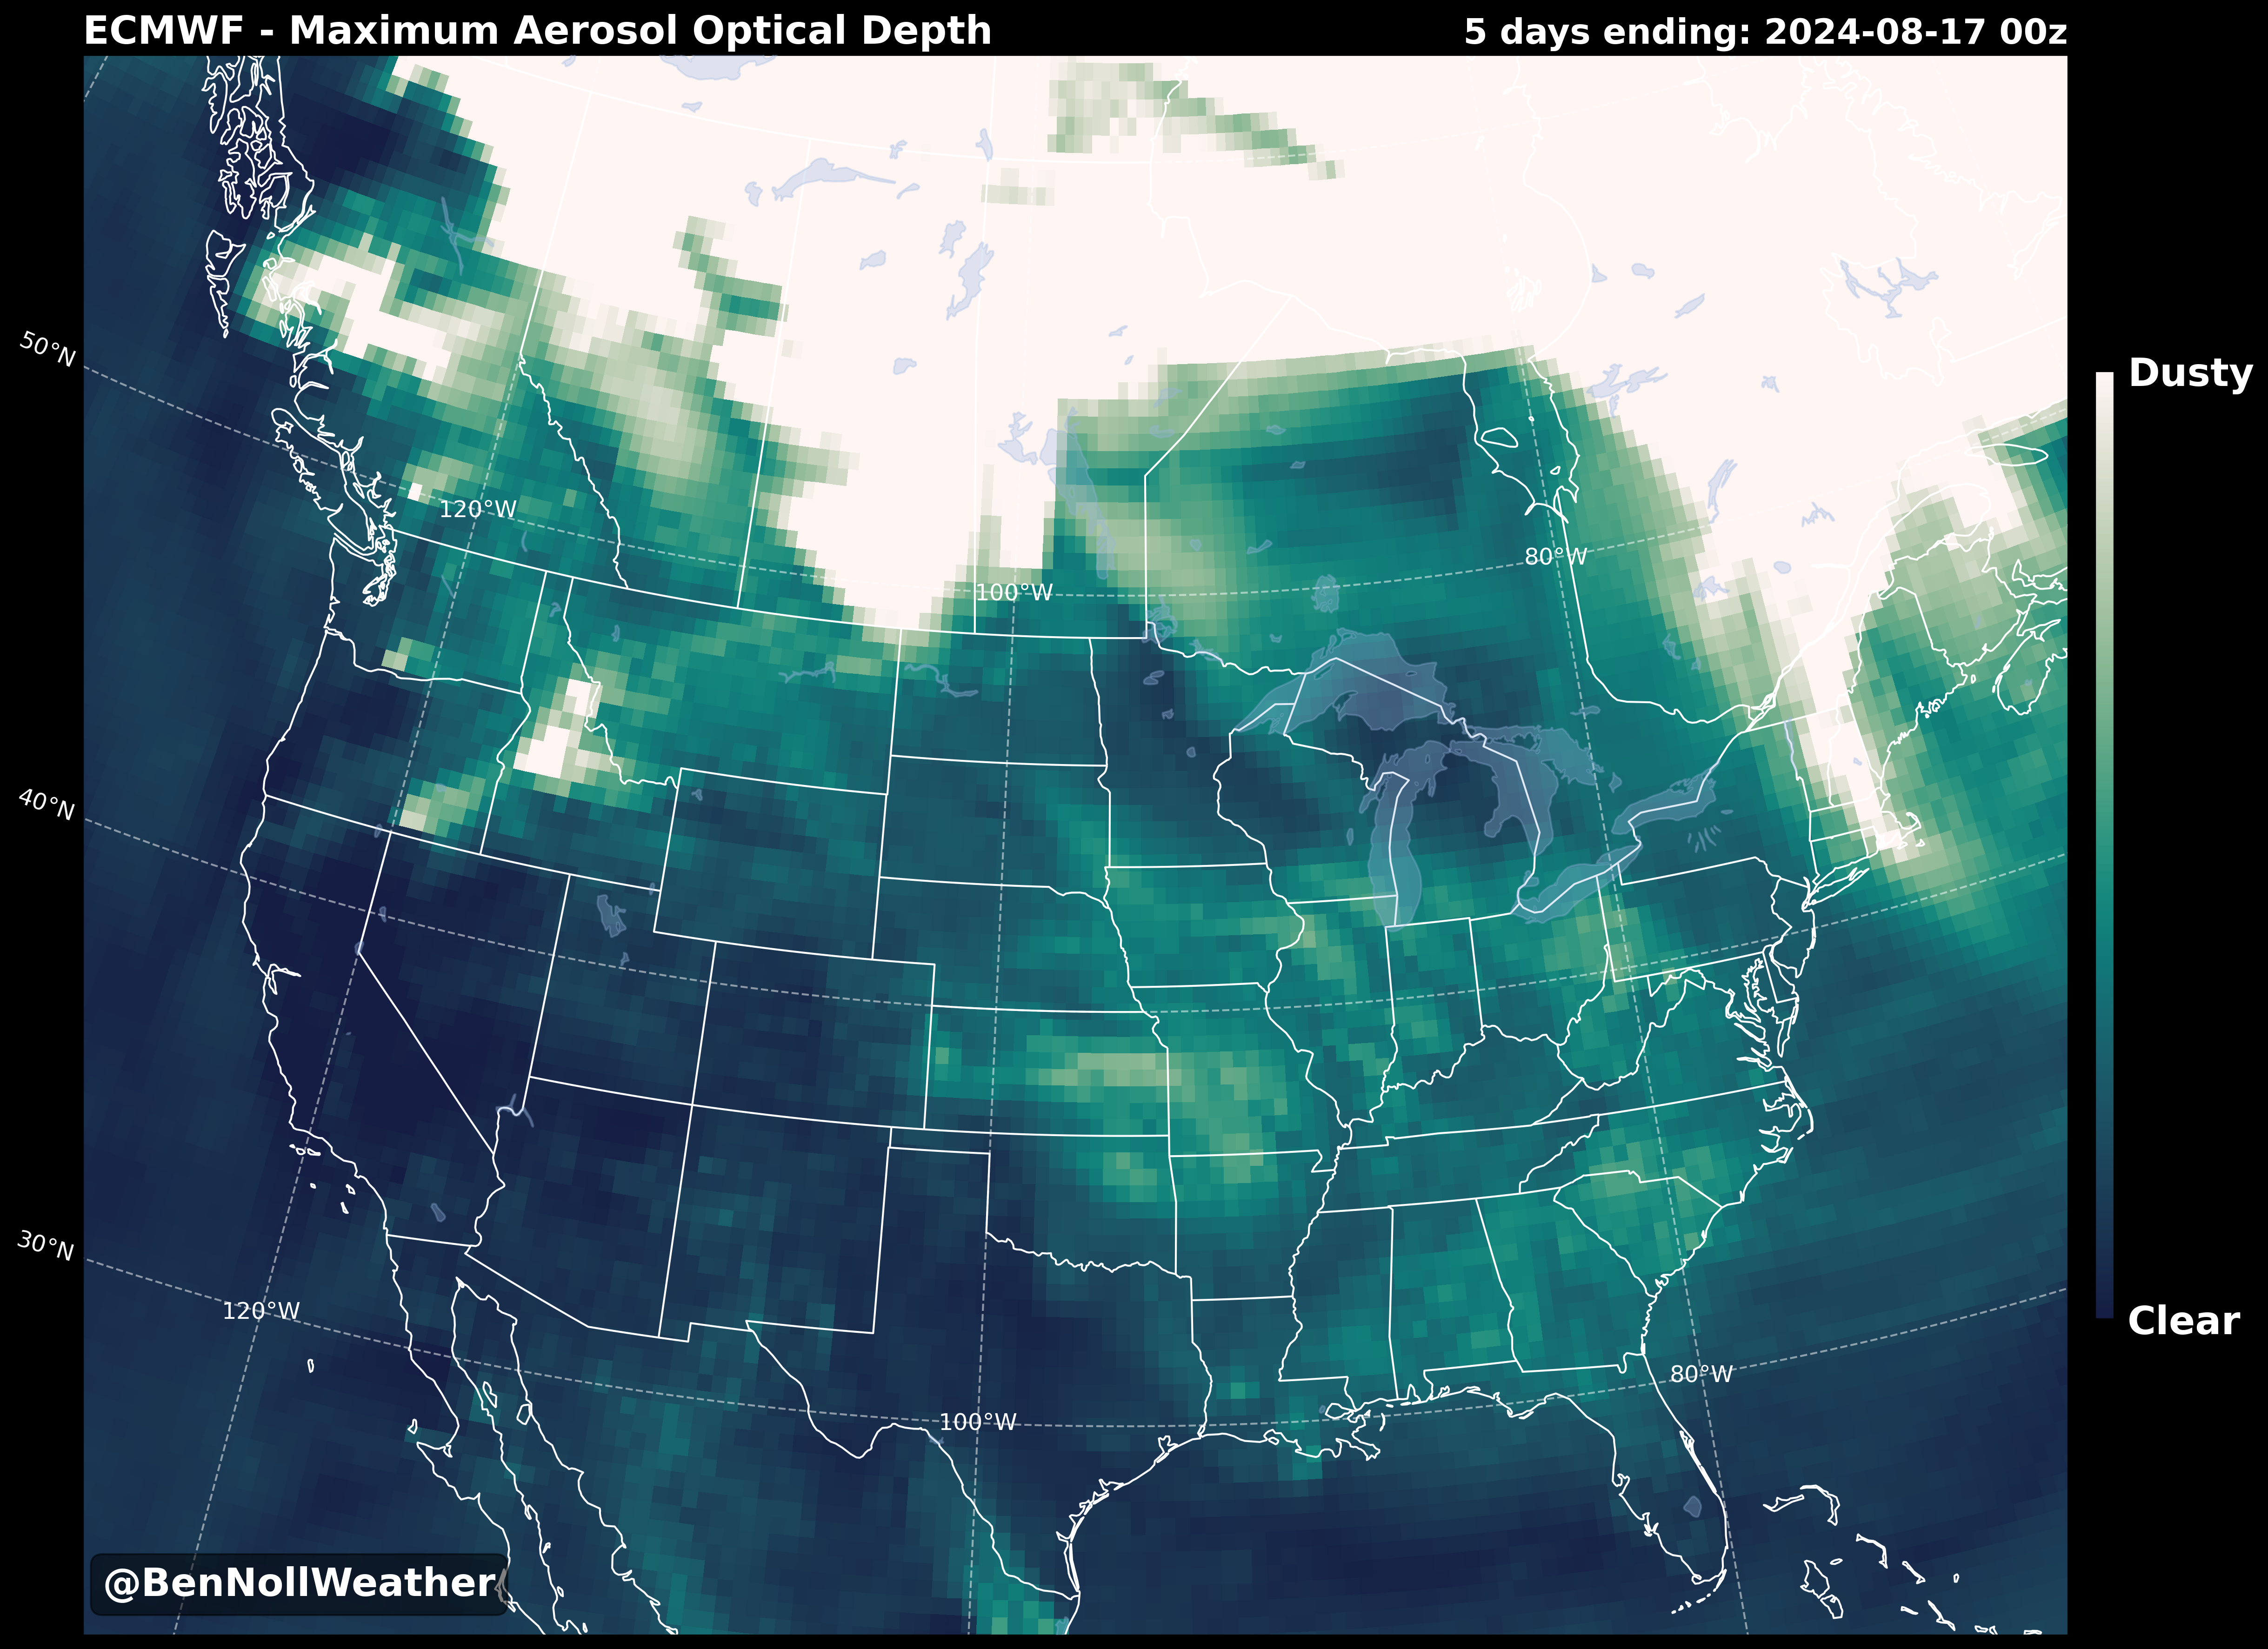 ECMWF - Maximum Aerosol Optical Depth
5 days ending: 2024-08-17 00z
50°N
Dusty
120°W
80°W
100°W
40°N
30°N
120°W
Clear
80°W
100°W
@BenNollWeather